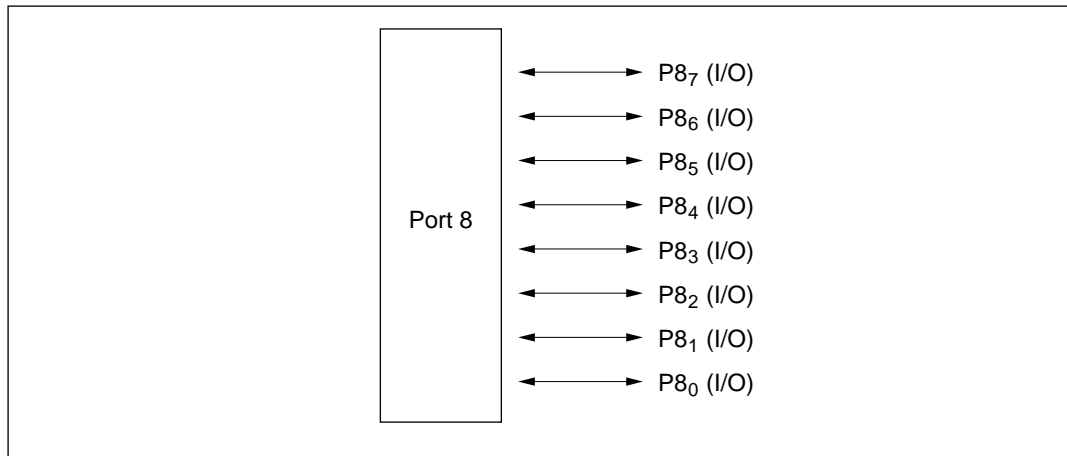 P8₇ (I/O)
P8₆ (I/O)
P8₅ (I/O)
P8₄ (I/O)
Port 8
P8₃ (I/O)
P8₂ (I/O)
P8₁ (I/O)
P8₀ (I/O)